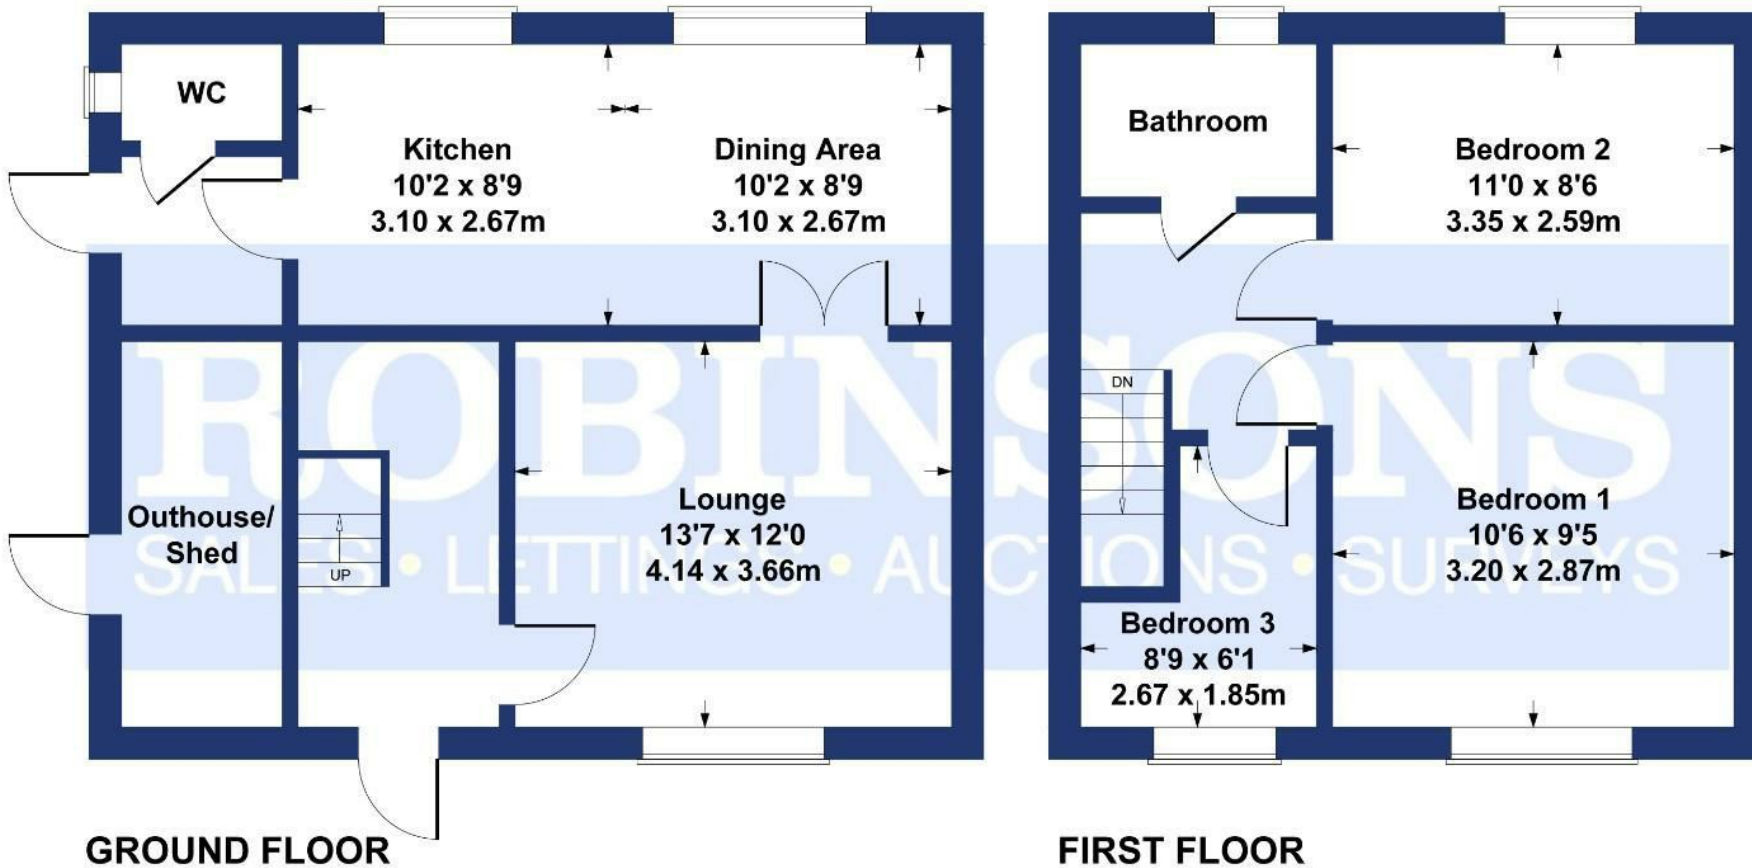 WC
Kitchen
10'2 x 8'9
3.10 x 2.67m
Dining Area
10'2 x 8'9
3.10 x 2.67m
Bathroom
Bedroom 2
11'0 x 8'6
3.35 x 2.59m
ROBINSONS
SALES • LETTINGS • AUCTIONS • SURVEYS
Outhouse/
Shed
UP
Lounge
13'7 x 12'0
4.14 x 3.66m
DN
Bedroom 1
10'6 x 9'5
3.20 x 2.87m
Bedroom 3
8'9 x 6'1
2.67 x 1.85m
GROUND FLOOR
FIRST FLOOR